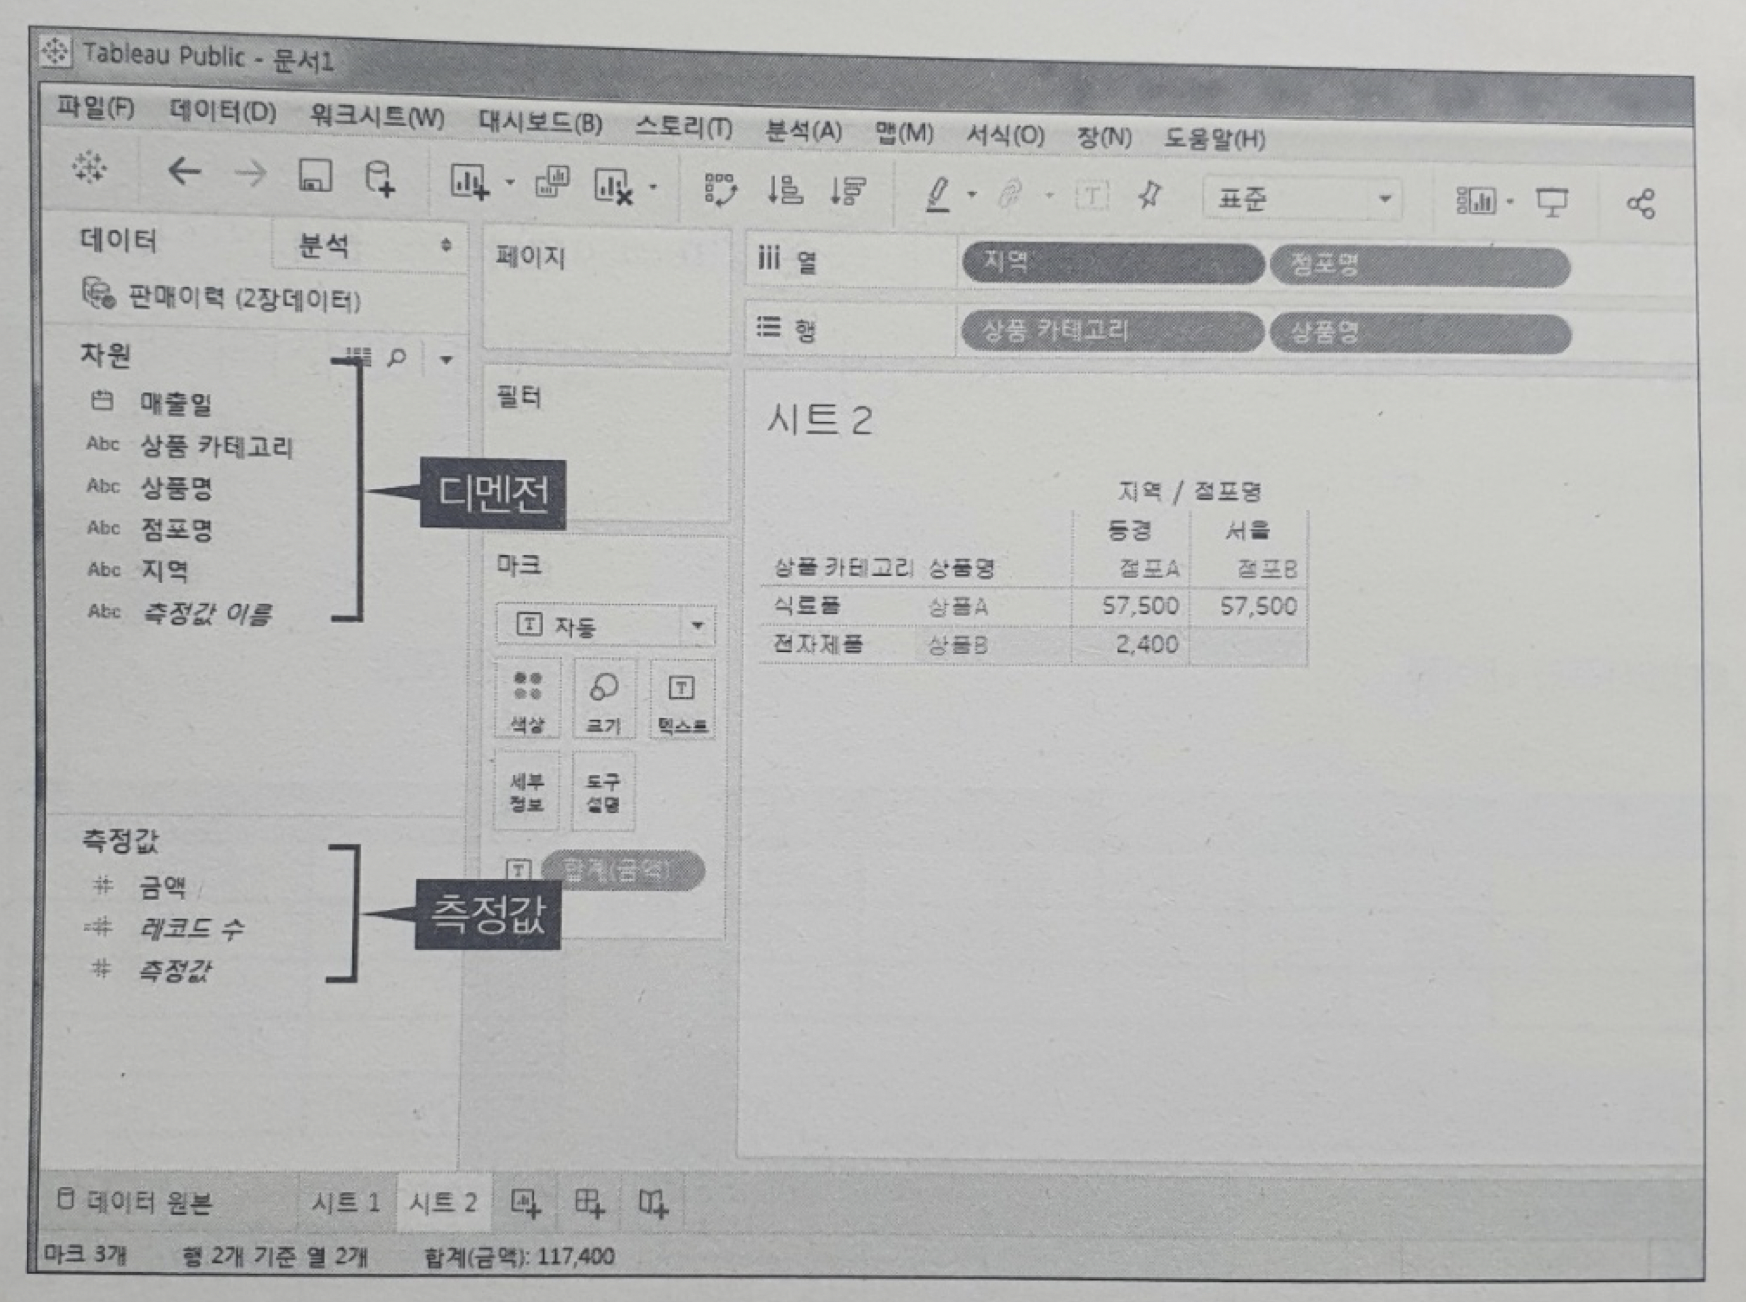 Tableau Public - 문서1
파일(F) 데이터(D) 워크시트(W) 대시보드(B) 스토리(T) 분석(A) 맵(M) 서식(O) 창(N) 도움말(H)
표준
데이터 분석
판매이력 (2장데이터)
차원
매출일
Abc 상품 카테고리
Abc 상품명
Abc 점포명
Abc 지역
Abc 측정값 이름
디멘전
측정값
금액
레코드 수
측정값
측정값
페이지
필터
마크
자동
색상 크기 텍스트
세부 정보
도구 설명
합계(금액)
열 지역 점포명
행 상품 카테고리 상품명
시트 2
지역 / 점포명
동경 서울
상품 카테고리 상품명 점포A 점포B
식료품 상품A 57,500 57,500
전자제품 상품B 2,400
데이터 원본 시트 1 시트 2
마크 3개 행 2개 기준 열 2개 합계(금액): 117,400